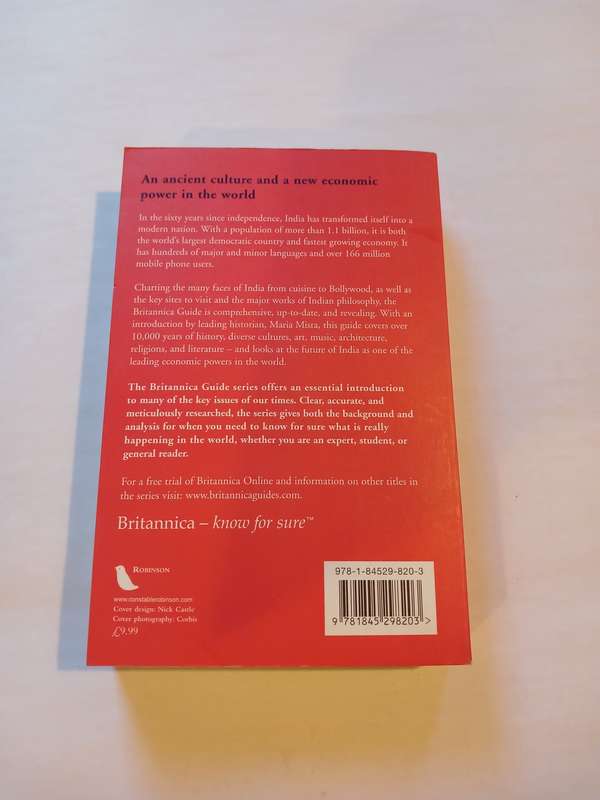 An ancient culture and a new economic
power in the world
In the sixty years since independence, India has transformed itself into a
modern nation. With a population of more than 1.1 billion, it is both
the world's largest democratic country and fastest growing economy. It
has hundreds of major and minor languages and over 166 million
mobile phone users.
Charting the many faces of India from cuisine to Bollywood, as well as
the key sites to visit and the major works of Indian philosophy, the
Britannica Guide is comprehensive, up-to-date, and revealing. With an
introduction by leading historian, Maria Misra, this guide covers over
10,000 years of history, diverse cultures, art, music, architecture,
religions, and literature – and looks at the future of India as one of the
leading economic powers in the world.
The Britannica Guide series offers an essential introduction
to many of the key issues of our times. Clear, accurate, and
meticulously researched, the series gives both the background and
analysis for when you need to know for sure what is really
happening in the world, whether you are an expert, student, or
general reader.
For a free trial of Britannica Online and information on other titles in
the series visit: www.britannicaguides.com.
Britannica – know for sure™
ROBINSON
www.constablerobinson.com
Cover design: Nick Castle
Cover photography: Corbis
£9.99
978-1-84529-820-3
9 781845 298203 >